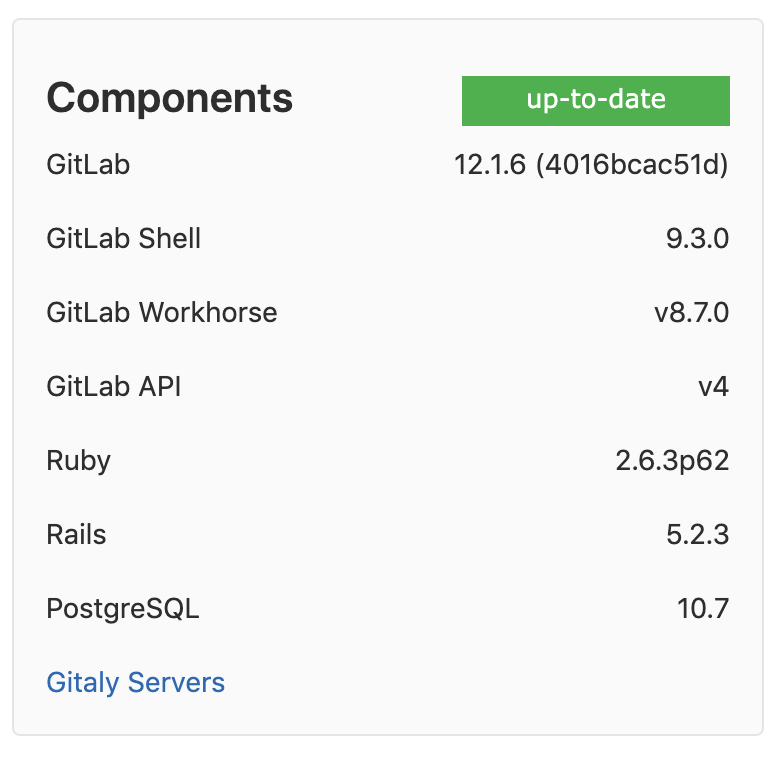 Components up-to-date
GitLab 12.1.6 (4016bcac51d)
GitLab Shell 9.3.0
GitLab Workhorse v8.7.0
GitLab API v4
Ruby 2.6.3p62
Rails 5.2.3
PostgreSQL 10.7
Gitaly Servers